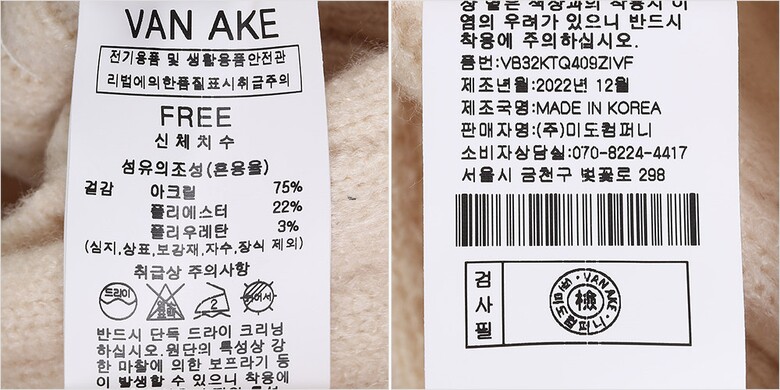 VAN AKE
전기용품 및 생활용품안전관
리법에의한품질표시취급주의
FREE
신체치수
섬유의조성(혼용율)
겉감 아크릴 75%
폴리에스터 22%
폴리우레탄 3%
(심지,상표,보강재,자수,장식 제외)
취급상 주의사항
드라이
2
반드시 단독 드라이 크리닝
하십시오.원단의 특성상 강
한 마찰에 의한 보프라기 등
이 발생할 수 있으니 착용에
염의 우려가 있으니 반드시
착용에 주의하십시오.
품번:VB32KTQ409ZIVF
제조년월:2022년 12월
제조국명:MADE IN KOREA
판매자명:(주)미도컴퍼니
소비자상담실:070-8224-4417
서울시 금천구 벚꽃로 298
검사필
VAN AKE
檢
미도컴퍼니